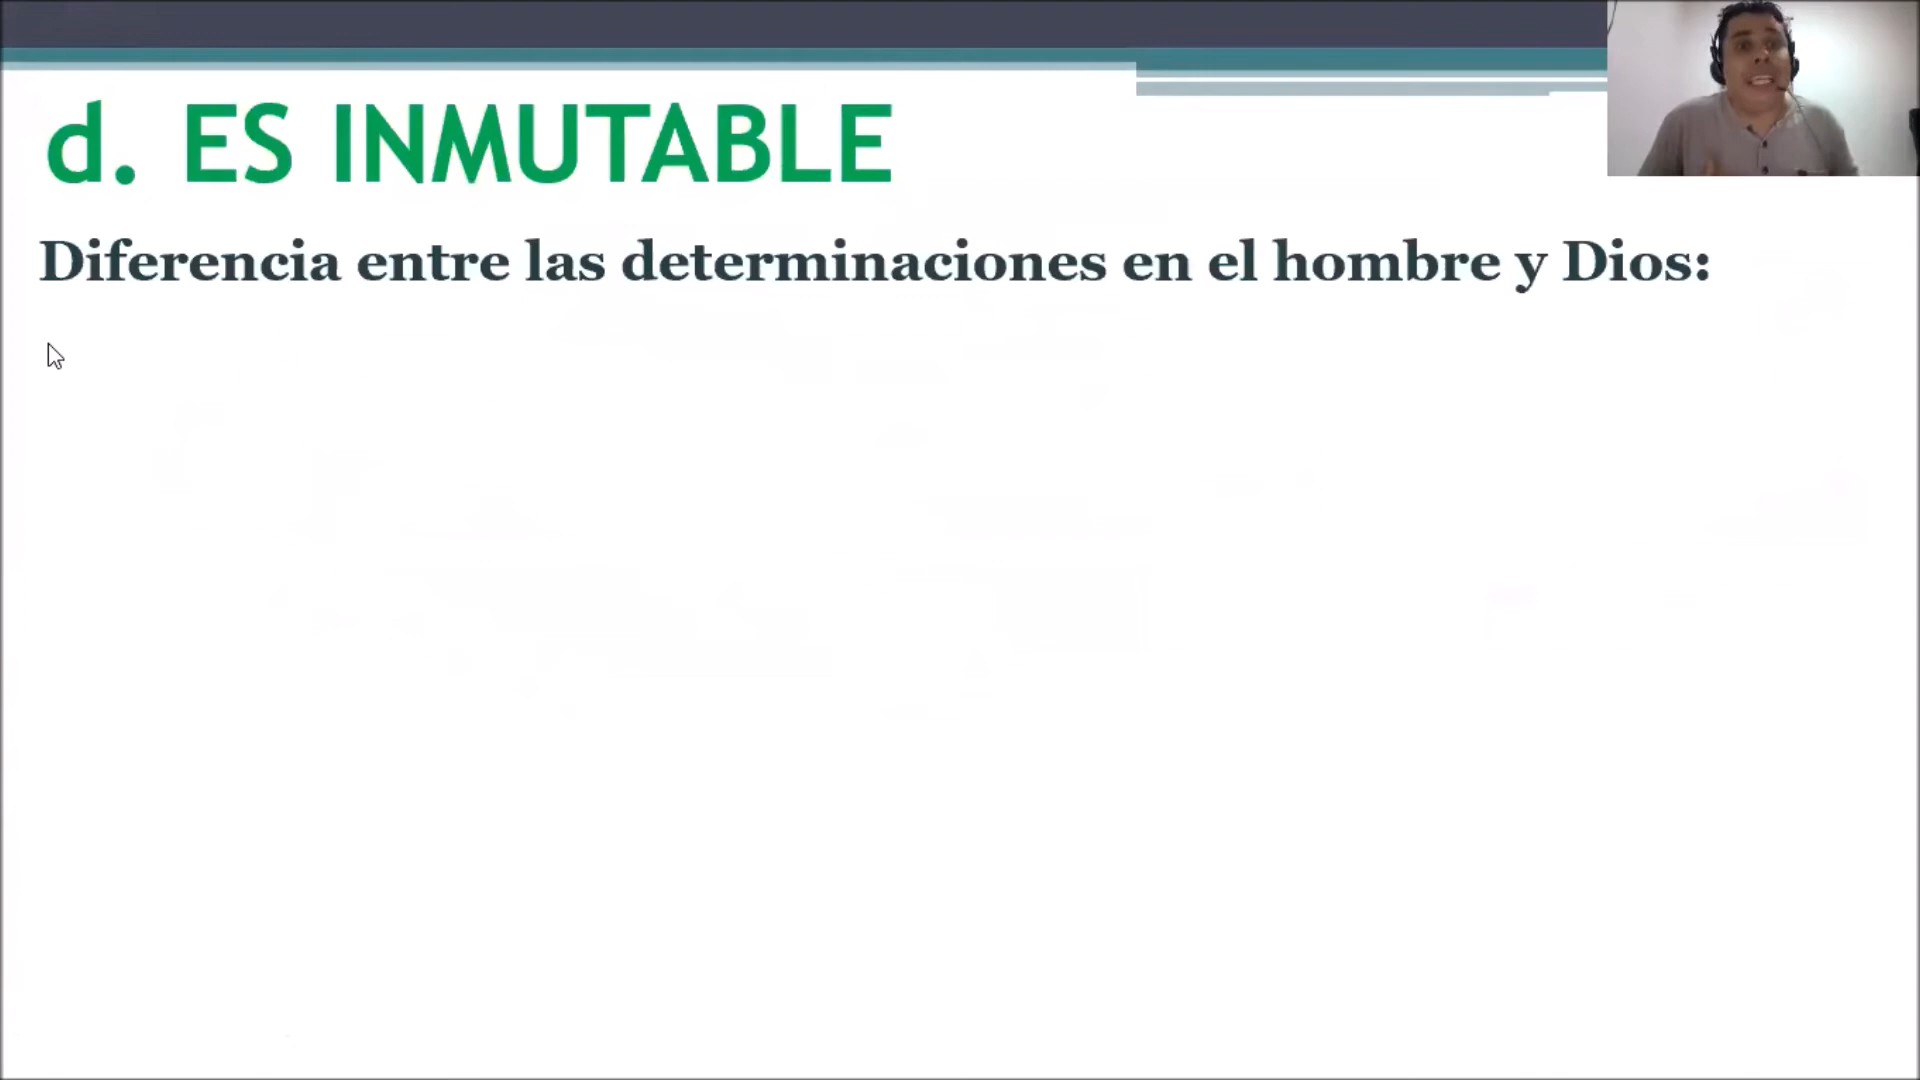 d. ES INMUTABLE
Diferencia entre las determinaciones en el hombre y Dios: